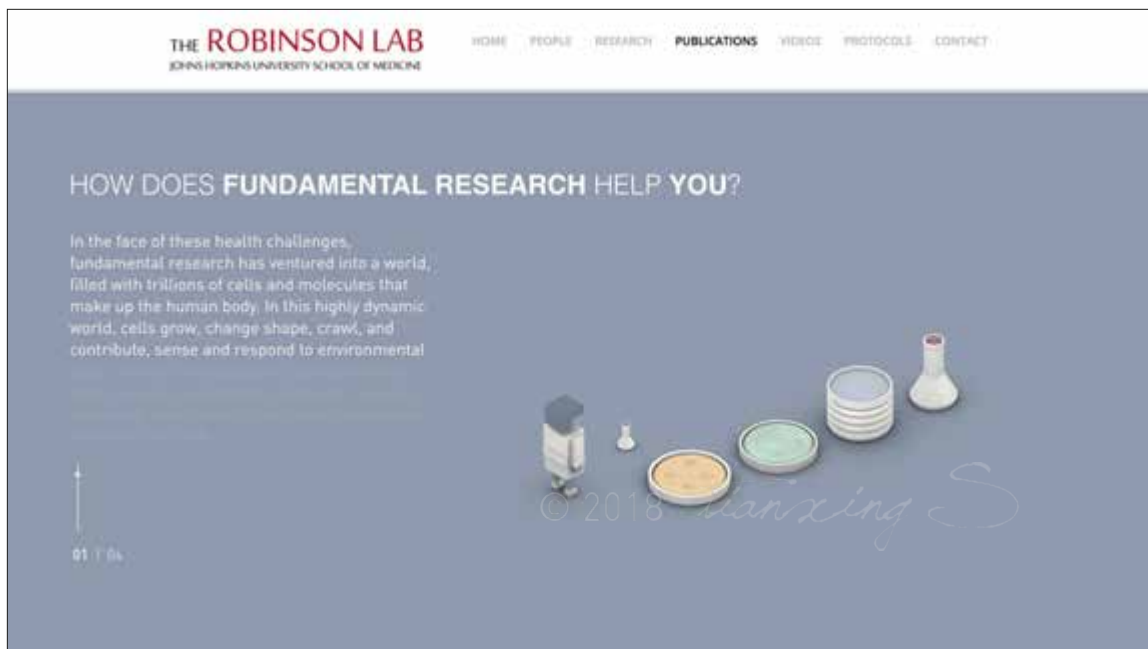 THE ROBINSON LAB
JOHNS HOPKINS UNIVERSITY SCHOOL OF MEDICINE
HOME PEOPLE RESEARCH PUBLICATIONS VIDEOS PROTOCOLS CONTACT
HOW DOES FUNDAMENTAL RESEARCH HELP YOU?
In the face of these health challenges,
fundamental research has ventured into a world,
filled with trillions of cells and molecules that
make up the human body. In this highly dynamic
world, cells grow, change shape, crawl, and
contribute, sense and respond to environmental
© 2018 S
01 / 04